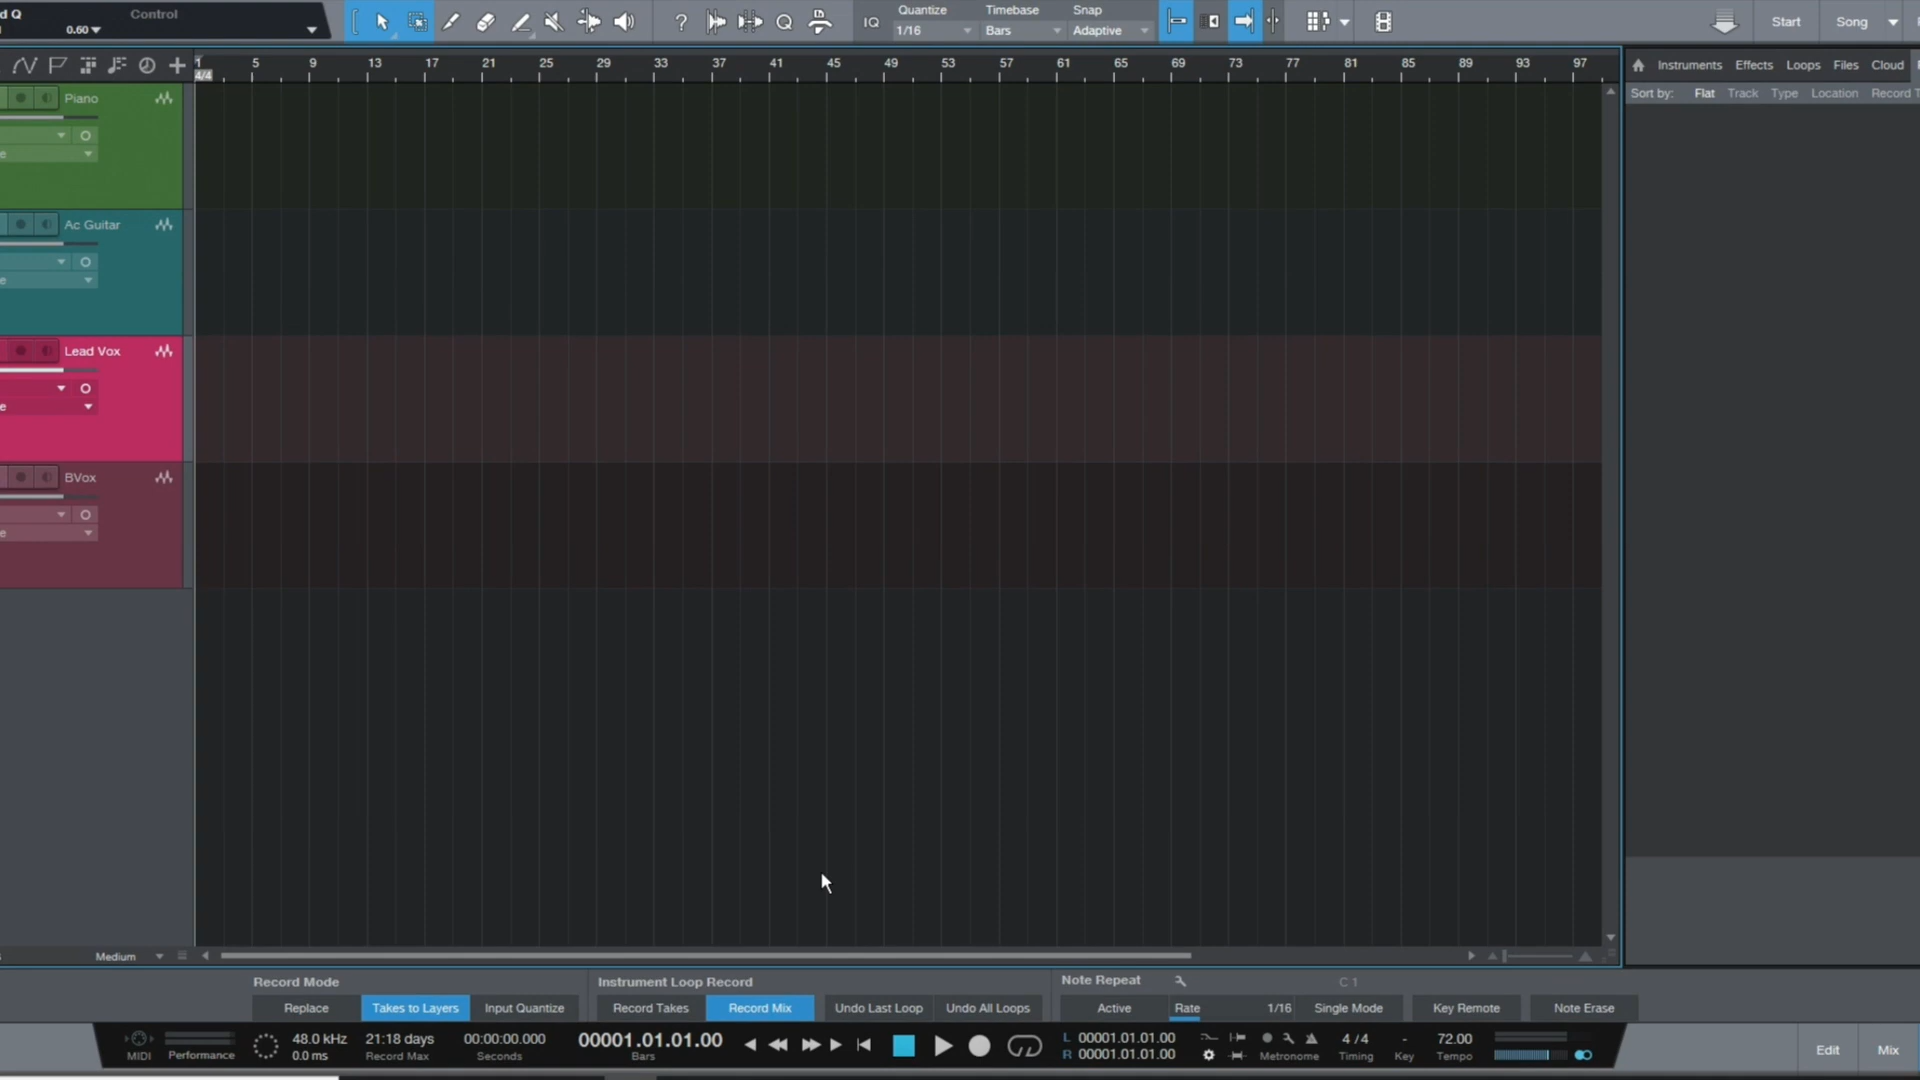 d Q
0.60
Control
IQ
Quantize
1/16
Timebase
Bars
Snap
Adaptive
Start
Song
1 5 9 13 17 21 25 29 33 37 41 45 49 53 57 61 65 69 73 77 81 85 89 93 97
4/4
Instruments Effects Loops Files Cloud
Sort by: Flat Track Type Location Record T
Piano
e
Ac Guitar
e
Lead Vox
e
BVox
e
Medium
Record Mode
Replace Takes to Layers Input Quantize
Instrument Loop Record
Record Takes Record Mix Undo Last Loop Undo All Loops
Note Repeat
C 1
Active Rate 1/16 Single Mode Key Remote Note Erase
MIDI
Performance
48.0 kHz
0.0 ms
21:18 days
Record Max
00:00:00.000
Seconds
00001.01.01.00
Bars
L 00001.01.01.00
R 00001.01.01.00
Metronome
4 / 4
Timing
-
Key
72.00
Tempo
Edit
Mix